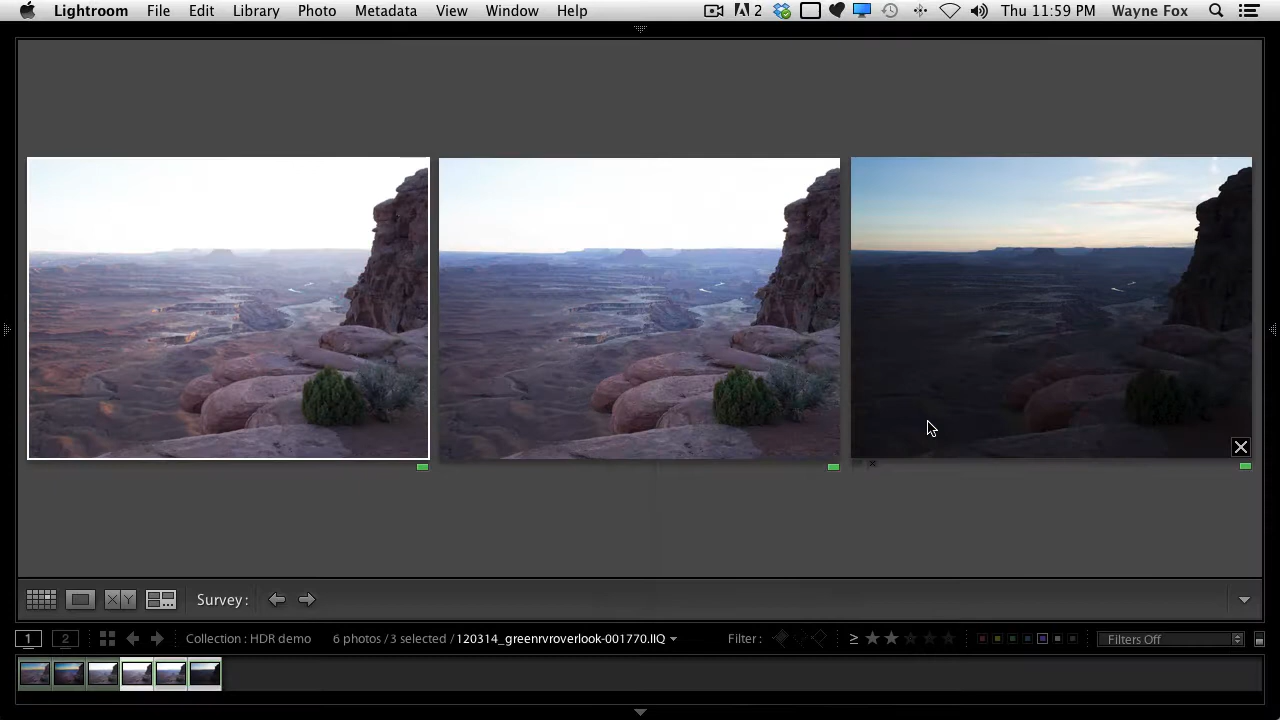 Lightroom File Edit Library Photo Metadata View Window Help 2 Thu 11:59 PM Wayne Fox
XY Survey :
1 2 Collection : HDR demo 6 photos / 3 selected / 120314_greenrvroverlook-001770.IIQ Filter : ≥ Filters Off